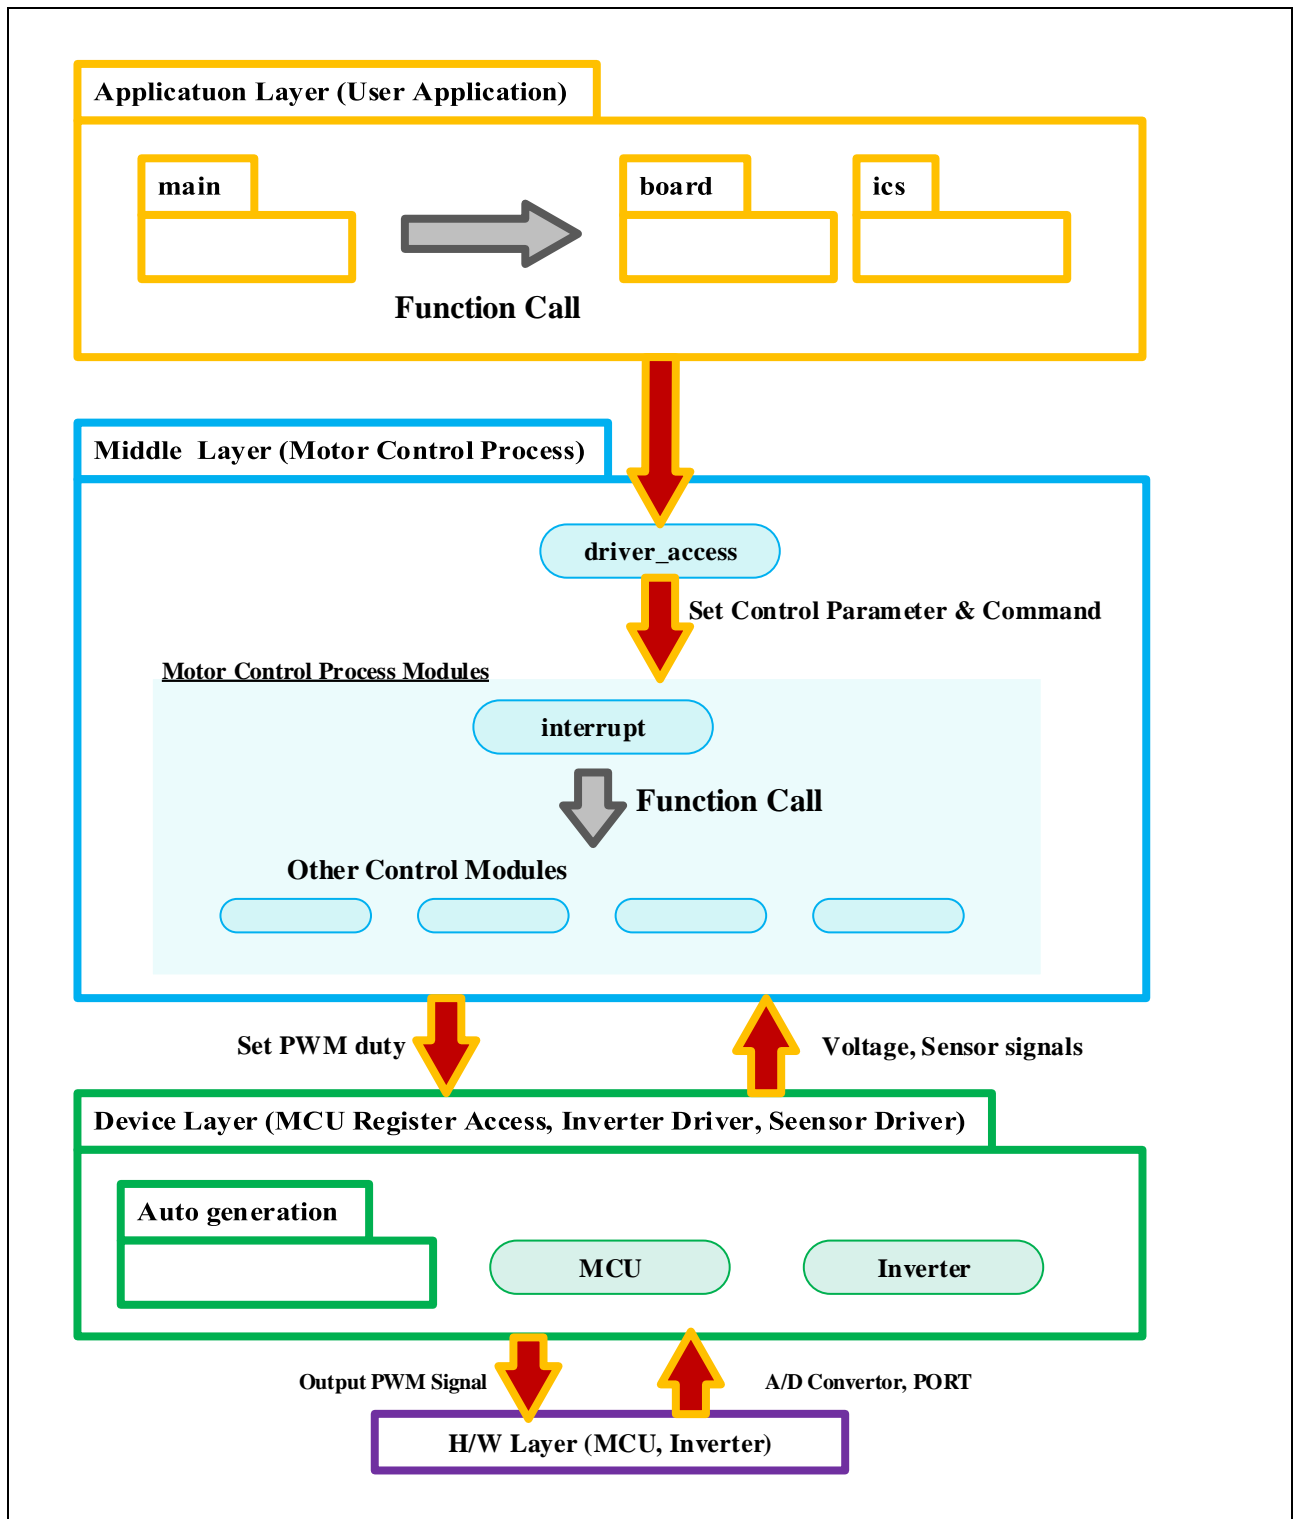 Applicatuon Layer (User Application)
main
board
ics
Function Call
Middle  Layer (Motor Control Process)
driver_access
Set Control Parameter & Command
Motor Control Process Modules
interrupt
Function Call
Other Control Modules
Set PWM duty
Voltage, Sensor signals
Device Layer (MCU Register Access, Inverter Driver, Seensor Driver)
Auto generation
MCU
Inverter
Output PWM Signal
A/D Convertor, PORT
H/W Layer (MCU, Inverter)